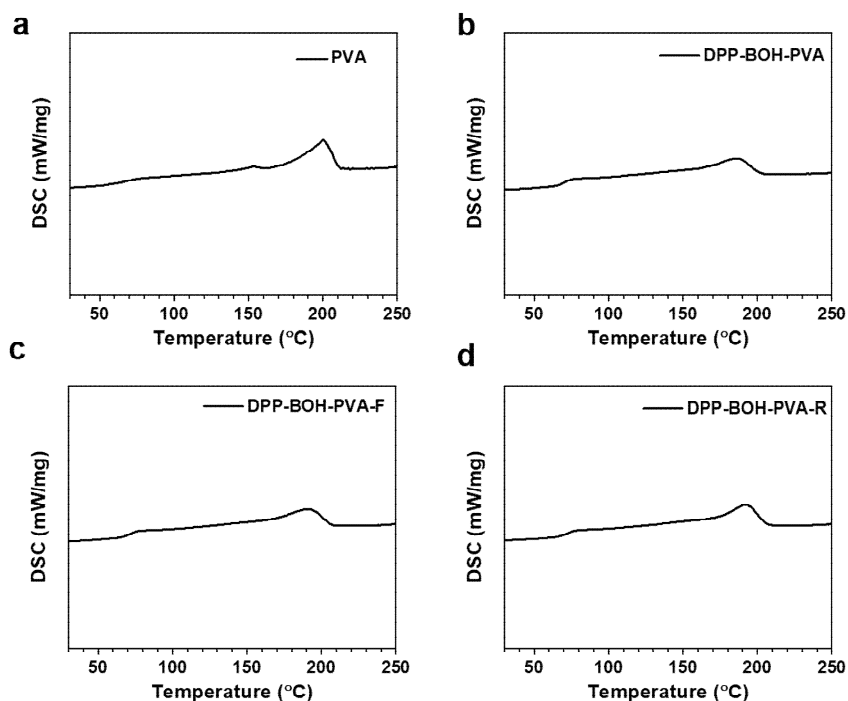 a
PVA
DSC (mW/mg)
50 100 150 200 250
Temperature (°C)
b
DPP-BOH-PVA
DSC (mW/mg)
50 100 150 200 250
Temperature (°C)
c
DPP-BOH-PVA-F
DSC (mW/mg)
50 100 150 200 250
Temperature (°C)
d
DPP-BOH-PVA-R
DSC (mW/mg)
50 100 150 200 250
Temperature (°C)